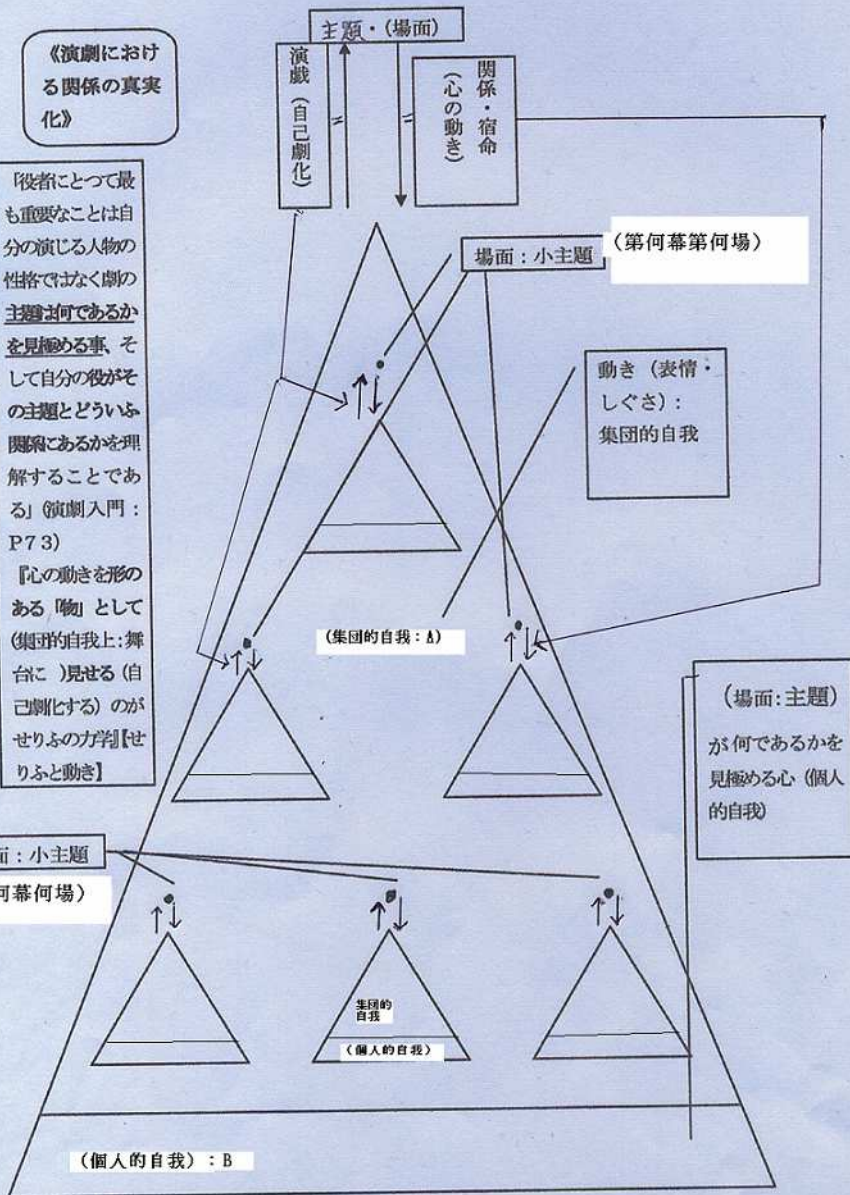 主題・(場面)
《演劇におけ
る関係の真実
化》
演戯(自己劇化)
関係・宿命
(心の動き)
「役者にとつて最
も重要なことは自
分の演じる人物の
性格ではなく劇の
主題は何であるか
を見極める事、そ
して自分の役がそ
の主題とどういふ
関係にあるかを理
解することであ
る」(演劇入門:
P73)
『心の動きを形の
ある「物」として
(集団的自我上:舞
台に )見せる(自
己劇化する)のが
せりふの力学』【せ
りふと動き】
場面:小主題
(第何幕第何場)
動き(表情・
しぐさ):
集団的自我
(集団的自我:A)
(場面:主題)
が何であるかを
見極める心(個人
的自我)
面:小主題
何幕何場)
集団的
自我
(個人的自我)
(個人的自我):B